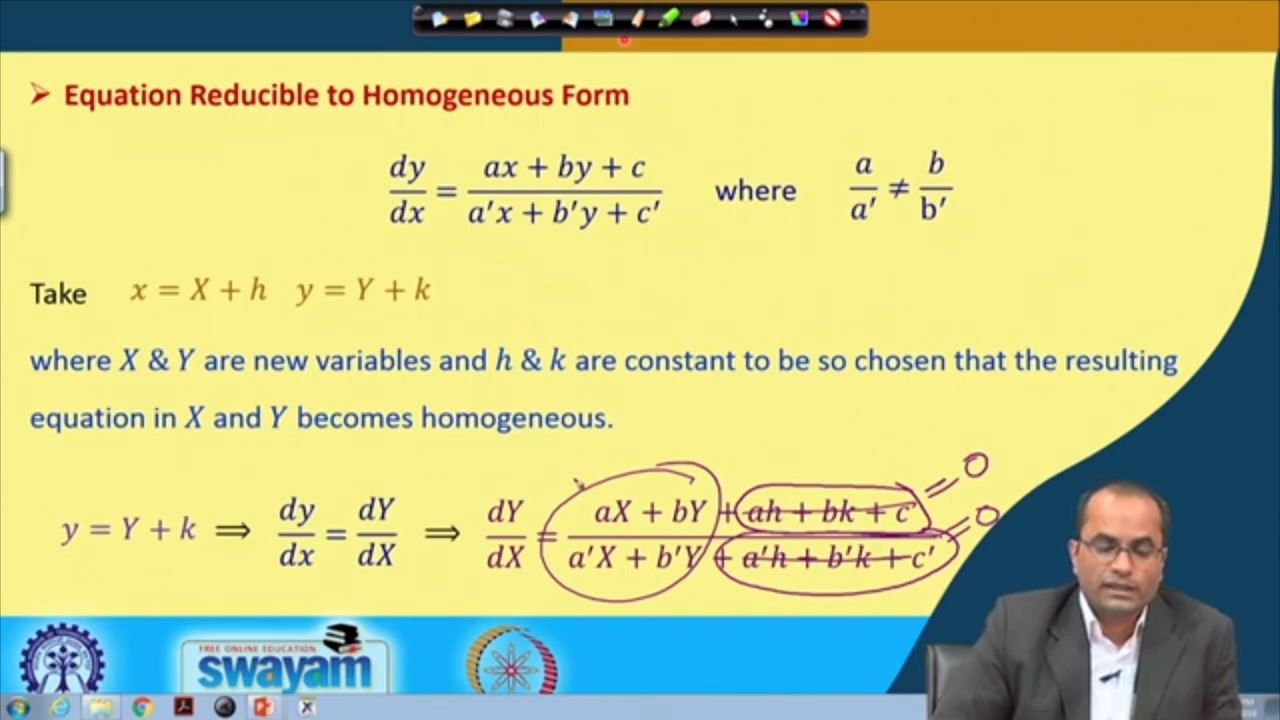 ➢ Equation Reducible to Homogeneous Form
dy/dx = (ax + by + c)/(a′x + b′y + c′) where a/a′ ≠ b/b′
Take x = X + h y = Y + k
where X & Y are new variables and h & k are constant to be so chosen that the resulting
equation in X and Y becomes homogeneous.
y = Y + k ⟹ dy/dx = dY/dX ⟹ dY/dX = (aX + bY + ah + bk + c)/(a′X + b′Y + a′h + b′k + c′)
= 0
= 0
FREE ONLINE EDUCATION
swayam